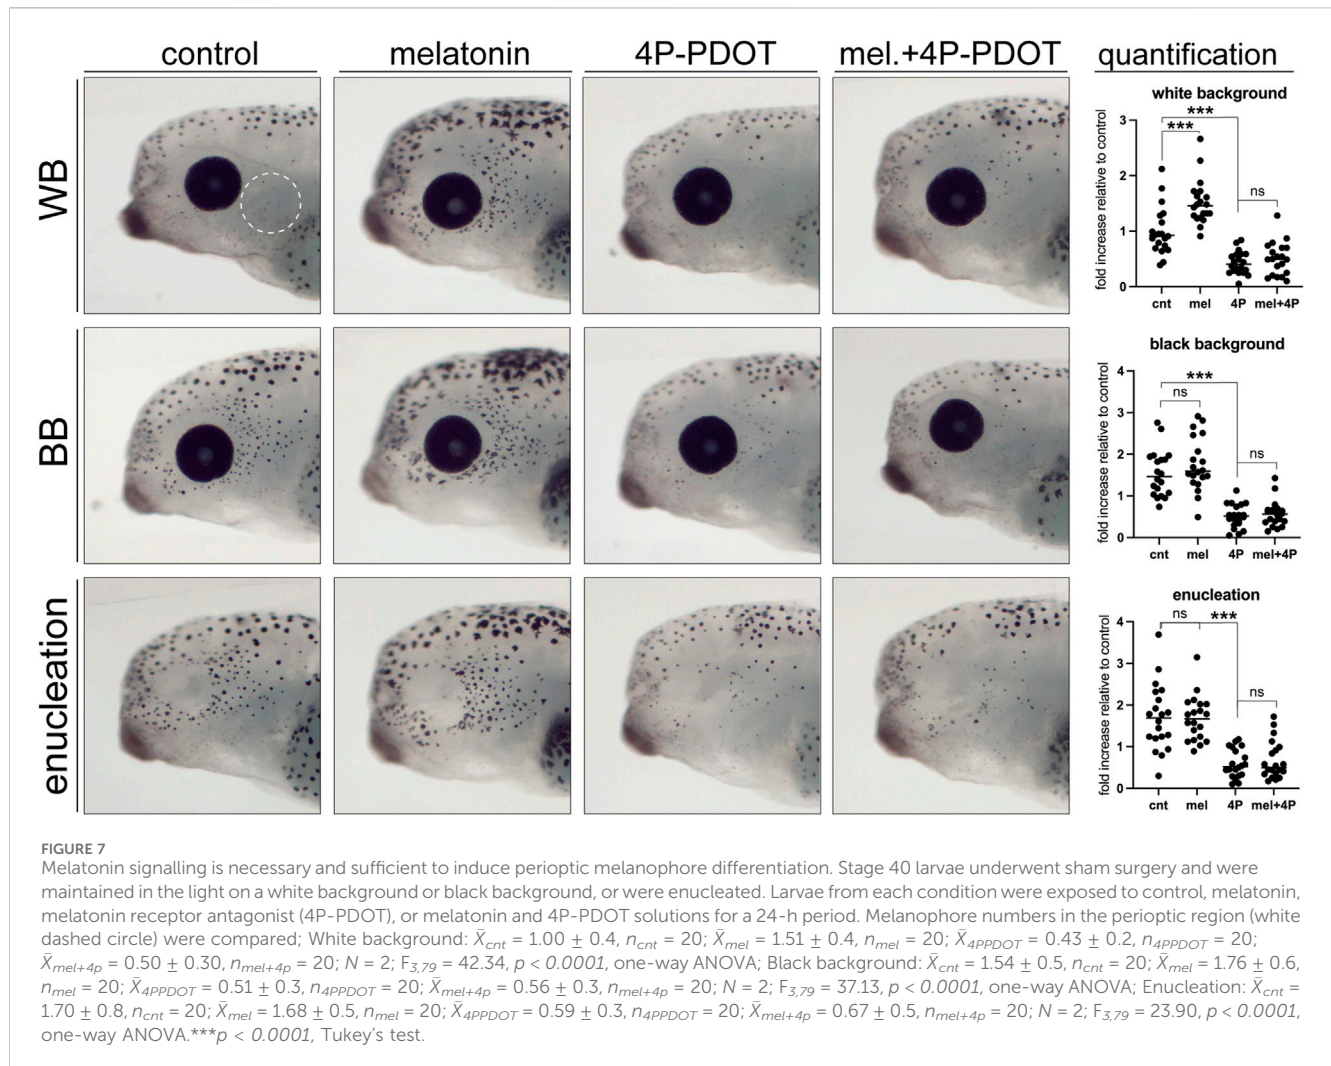 control melatonin 4P-PDOT mel.+4P-PDOT quantification
WB
white background
fold increase relative to control
3
2
1
0
***
***
ns
cnt mel 4P mel+4P
BB
black background
fold increase relative to control
4
3
2
1
0
***
ns
ns
cnt mel 4P mel+4P
enucleation
enucleation
fold increase relative to control
4
3
2
1
0
ns ***
ns
cnt mel 4P mel+4P
FIGURE 7
Melatonin signalling is necessary and sufficient to induce perioptic melanophore differentiation. Stage 40 larvae underwent sham surgery and were
maintained in the light on a white background or black background, or were enucleated. Larvae from each condition were exposed to control, melatonin,
melatonin receptor antagonist (4P-PDOT), or melatonin and 4P-PDOT solutions for a 24-h period. Melanophore numbers in the perioptic region (white
dashed circle) were compared; White background: X̄cnt = 1.00 ± 0.4, ncnt = 20; X̄mel = 1.51 ± 0.4, nmel = 20; X̄4PPDOT = 0.43 ± 0.2, n4PPDOT = 20;
X̄mel+4p = 0.50 ± 0.30, nmel+4p = 20; N = 2; F3,79 = 42.34, p < 0.0001, one-way ANOVA; Black background: X̄cnt = 1.54 ± 0.5, ncnt = 20; X̄mel = 1.76 ± 0.6,
nmel = 20; X̄4PPDOT = 0.51 ± 0.3, n4PPDOT = 20; X̄mel+4p = 0.56 ± 0.3, nmel+4p = 20; N = 2; F3,79 = 37.13, p < 0.0001, one-way ANOVA; Enucleation: X̄cnt =
1.70 ± 0.8, ncnt = 20; X̄mel = 1.68 ± 0.5, nmel = 20; X̄4PPDOT = 0.59 ± 0.3, n4PPDOT = 20; X̄mel+4p = 0.67 ± 0.5, nmel+4p = 20; N = 2; F3,79 = 23.90, p < 0.0001,
one-way ANOVA.***p < 0.0001, Tukey's test.